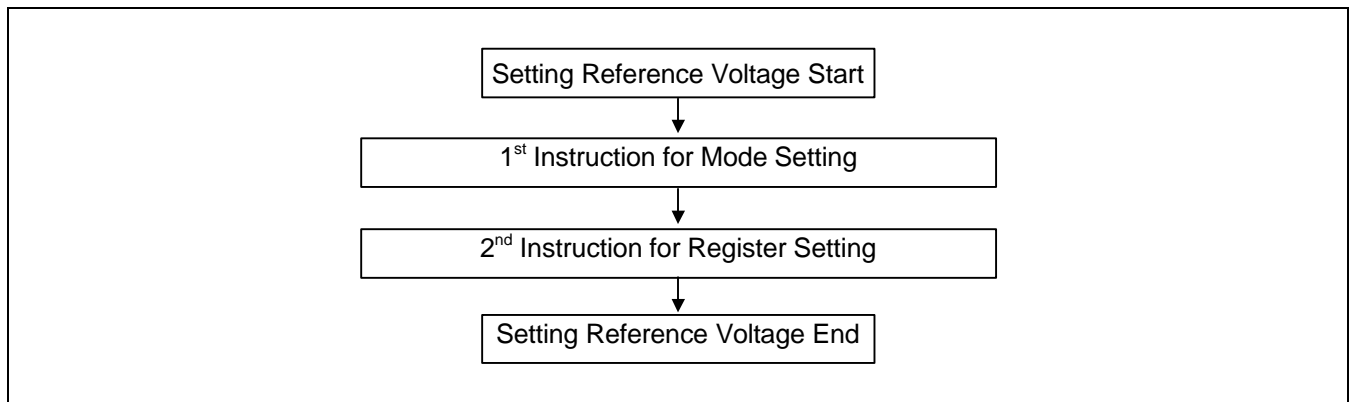 Setting Reference Voltage Start
1st Instruction for Mode Setting
2nd Instruction for Register Setting
Setting Reference Voltage End